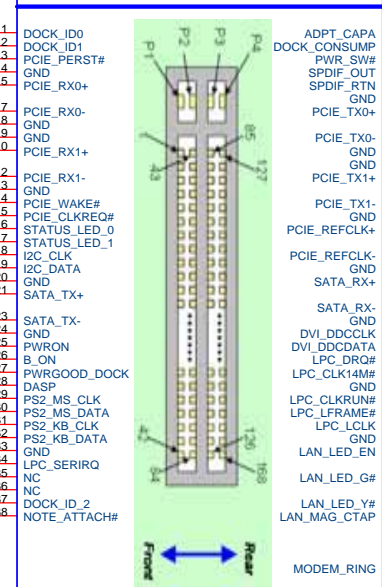 DOCK_ID0
DOCK_ID1
PCIE_PERST#
GND
PCIE_RX0+
PCIE_RX0-
GND
GND
PCIE_RX1+
PCIE_RX1-
GND
PCIE_WAKE#
PCIE_CLKREQ#
STATUS_LED_0
STATUS_LED_1
I2C_CLK
I2C_DATA
GND
SATA_TX+
SATA_TX-
GND
PWRON
B_ON
PWRGOOD_DOCK
DASP
PS2_MS_CLK
PS2_MS_DATA
PS2_KB_CLK
PS2_KB_DATA
GND
LPC_SERIRQ
NC
NC
DOCK_ID_2
NOTE_ATTACH#
P1
P2
P3
P4
1
43
85
127
42
126
168
Front
Rear
ADPT_CAPA
DOCK_CONSUMP
PWR_SW#
SPDIF_OUT
SPDIF_RTN
GND
PCIE_TX0+
PCIE_TX0-
GND
GND
PCIE_TX1+
PCIE_TX1-
GND
PCIE_REFCLK+
PCIE_REFCLK-
GND
SATA_RX+
SATA_RX-
GND
DVI_DDCCLK
DVI_DDCDATA
LPC_DRQ#
LPC_CLK14M#
GND
LPC_CLKRUN#
LPC_LFRAME#
LPC_LCLK
GND
LAN_LED_EN
LAN_LED_G#
LAN_LED_Y#
LAN_MAG_CTAP
MODEM_RING